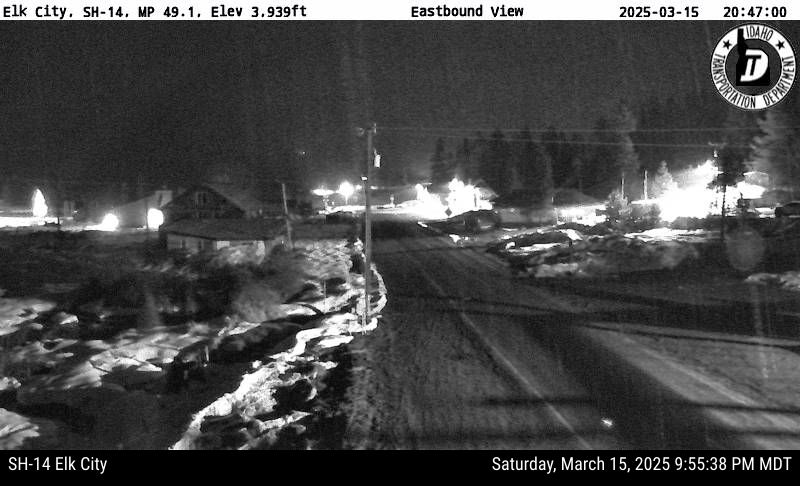 Elk City, SH-14, MP 49.1, Elev 3,939ft Eastbound View 2025-03-15 20:47:00
IDAHO
TRANSPORTATION DEPARTMENT
SH-14 Elk City Saturday, March 15, 2025 9:55:38 PM MDT